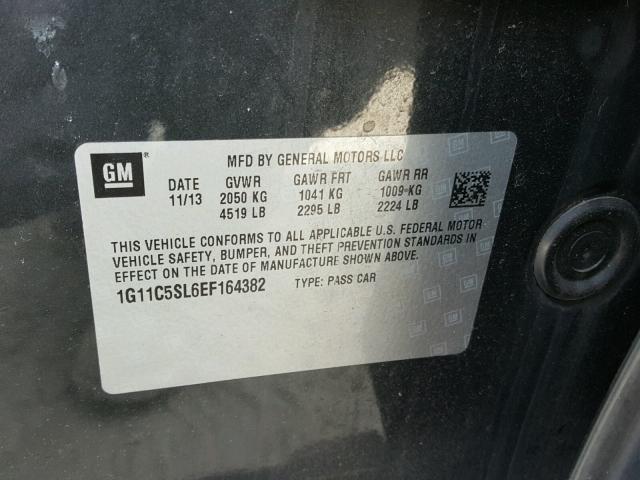 GM ®
MFD BY GENERAL MOTORS LLC
DATE GVWR GAWR FRT GAWR RR
11/13 2050 KG 1041 KG 1009-KG
4519 LB 2295 LB 2224 LB
THIS VEHICLE CONFORMS TO ALL APPLICABLE U.S. FEDERAL MOTOR
VEHICLE SAFETY, BUMPER, AND THEFT PREVENTION STANDARDS IN
EFFECT ON THE DATE OF MANUFACTURE SHOWN ABOVE.
1G11C5SL6EF164382 TYPE: PASS CAR